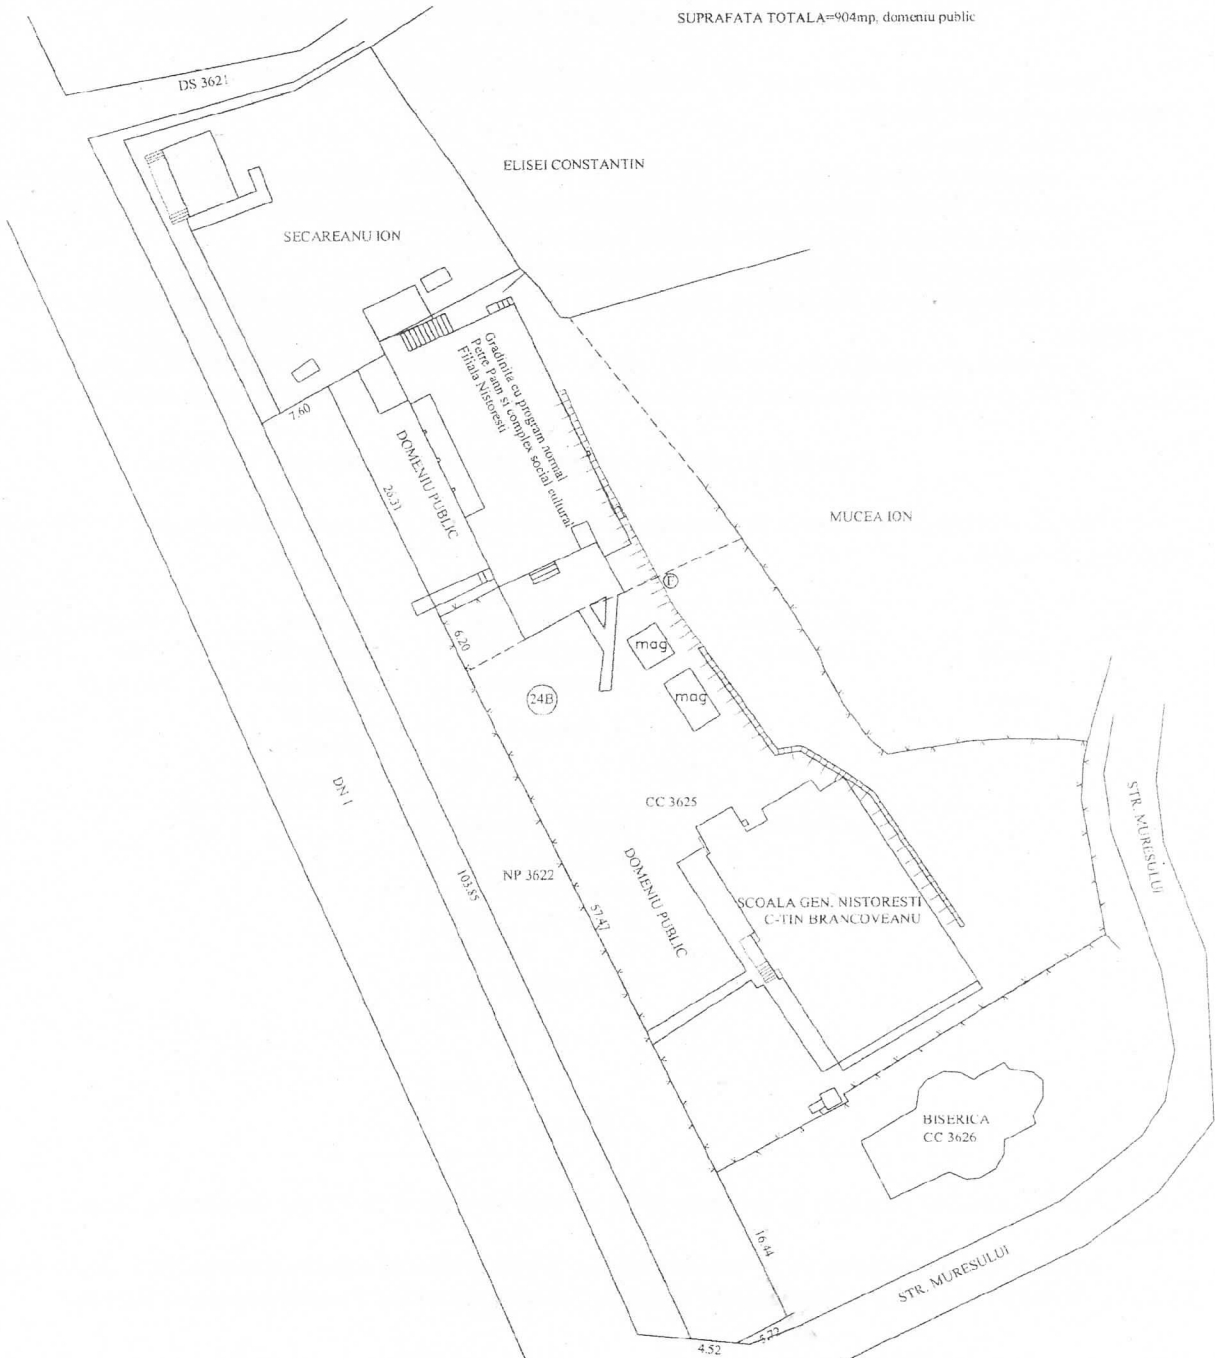 SUPRAFATA TOTALA=904mp, domeniu public
DS 3621
ELISEI CONSTANTIN
SECAREANU ION
7.60
DOMENIU PUBLIC
26.31
Gradinita cu program normal
Petre Pann si complex social cultural
Filiala Nistoresti
MUCEA ION
F
6.20
mag
mag
24B
DN 1
CC 3625
STR. MURESULUI
NP 3622
103.85
57.47
DOMENIU PUBLIC
SCOALA GEN. NISTORESTI
C-TIN BRANCOVEANU
BISERICA
CC 3626
16.44
STR. MURESULUI
4.52